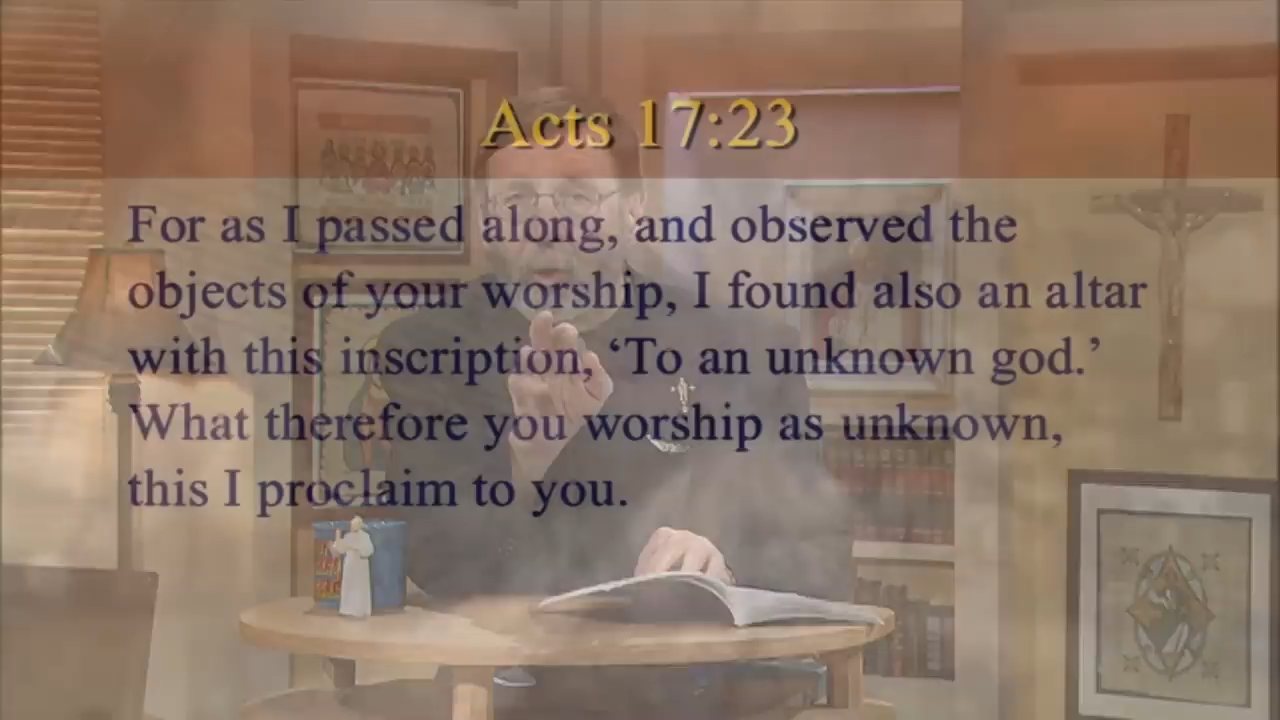 Acts 17:23
For as I passed along, and observed the
objects of your worship, I found also an altar
with this inscription, ‘To an unknown god.’
What therefore you worship as unknown,
this I proclaim to you.